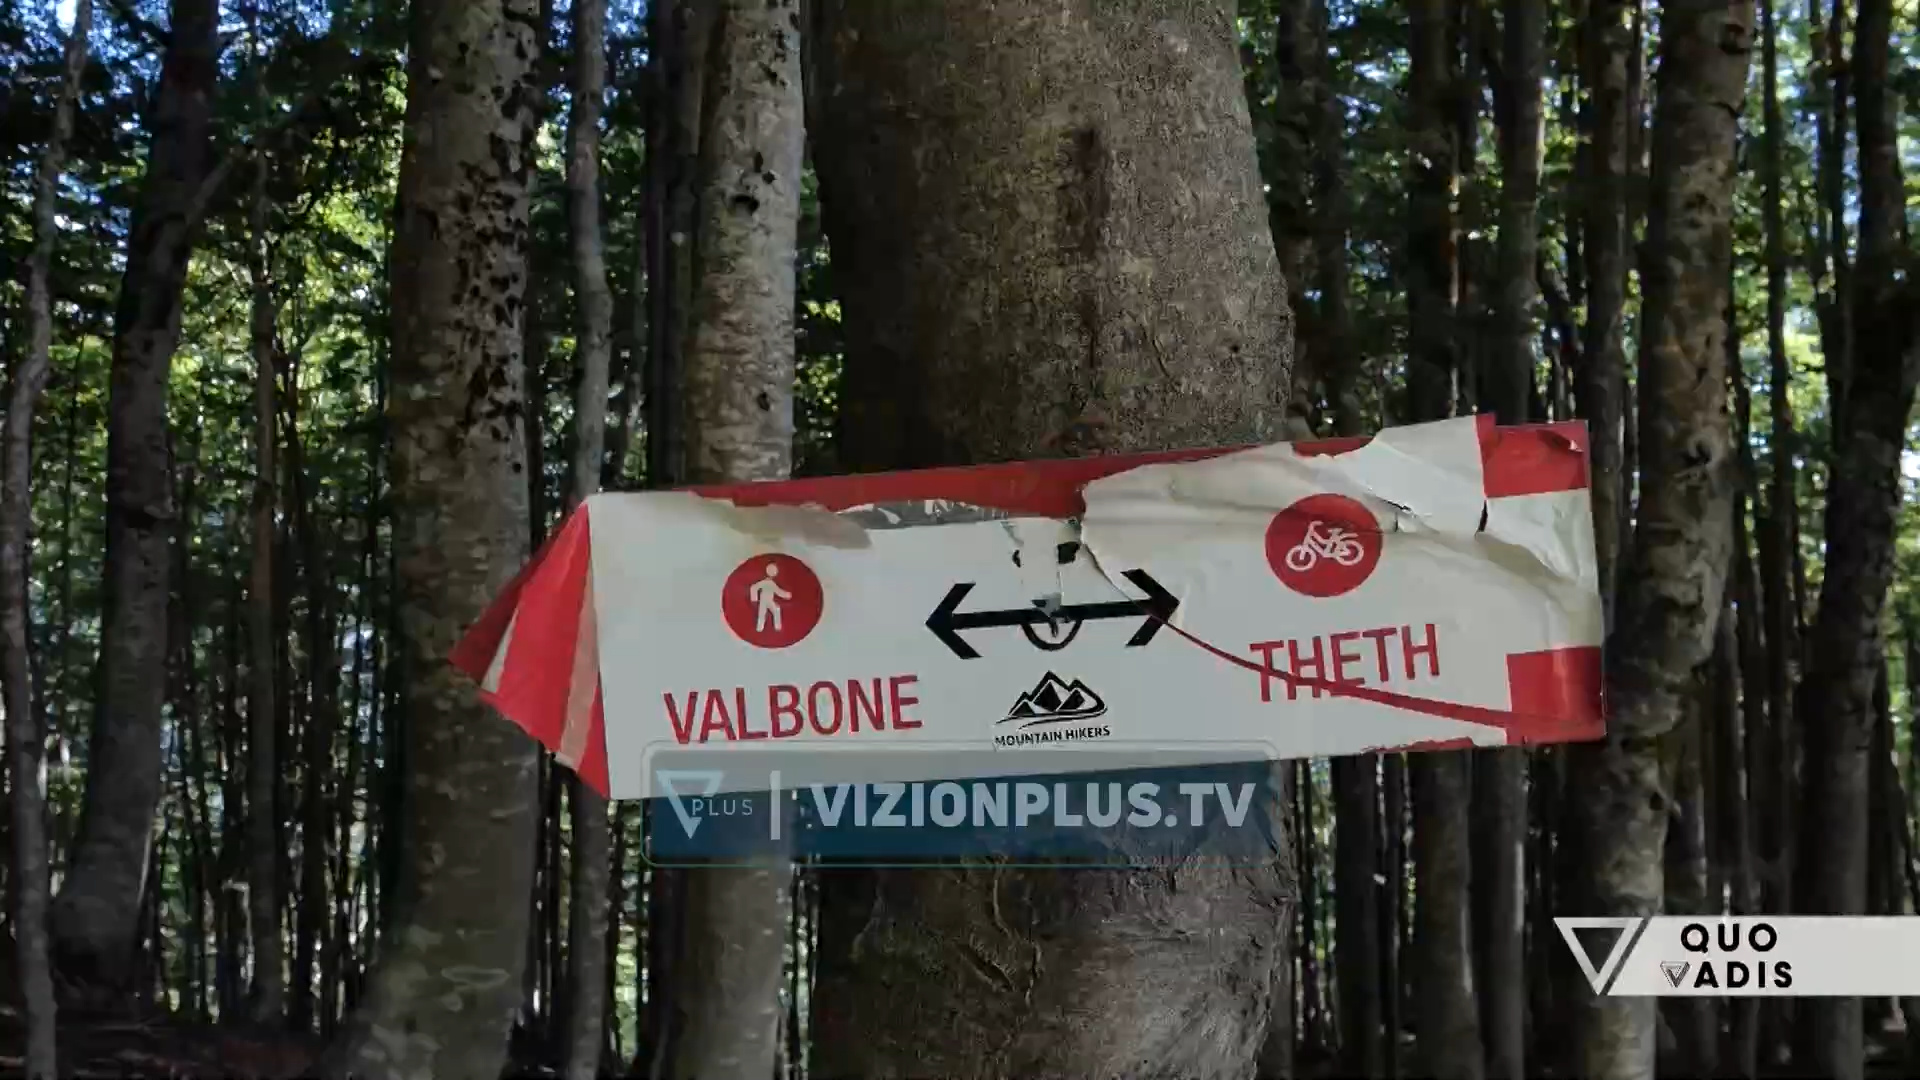 VALBONE
THETH
MOUNTAIN HIKERS
PLUS | VIZIONPLUS.TV
QUO
VADIS